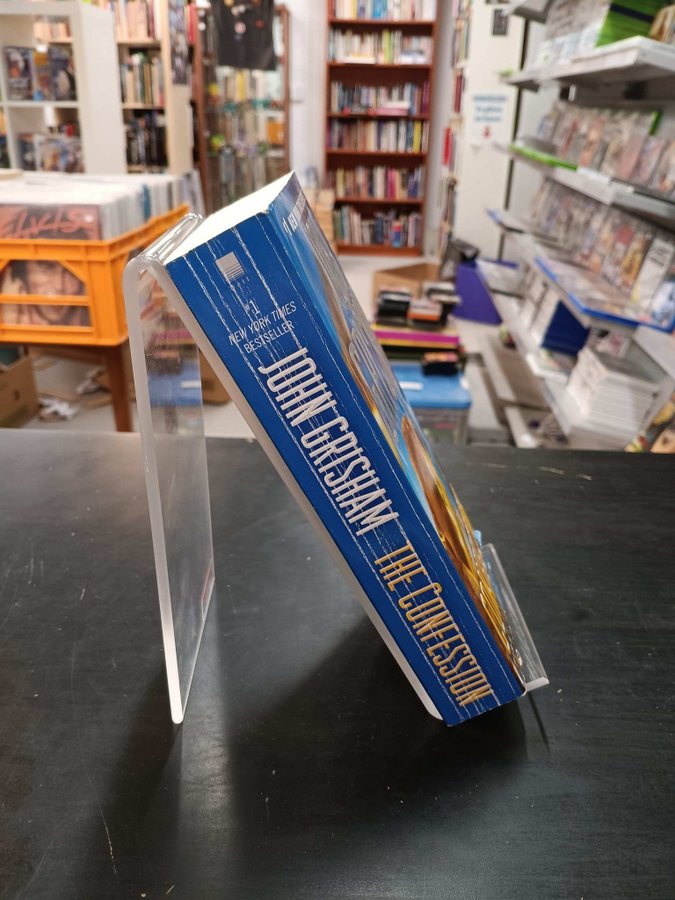 #1
NEW YORK TIMES
BESTSELLER
JOHN GRISHAM
THE CONFESSION